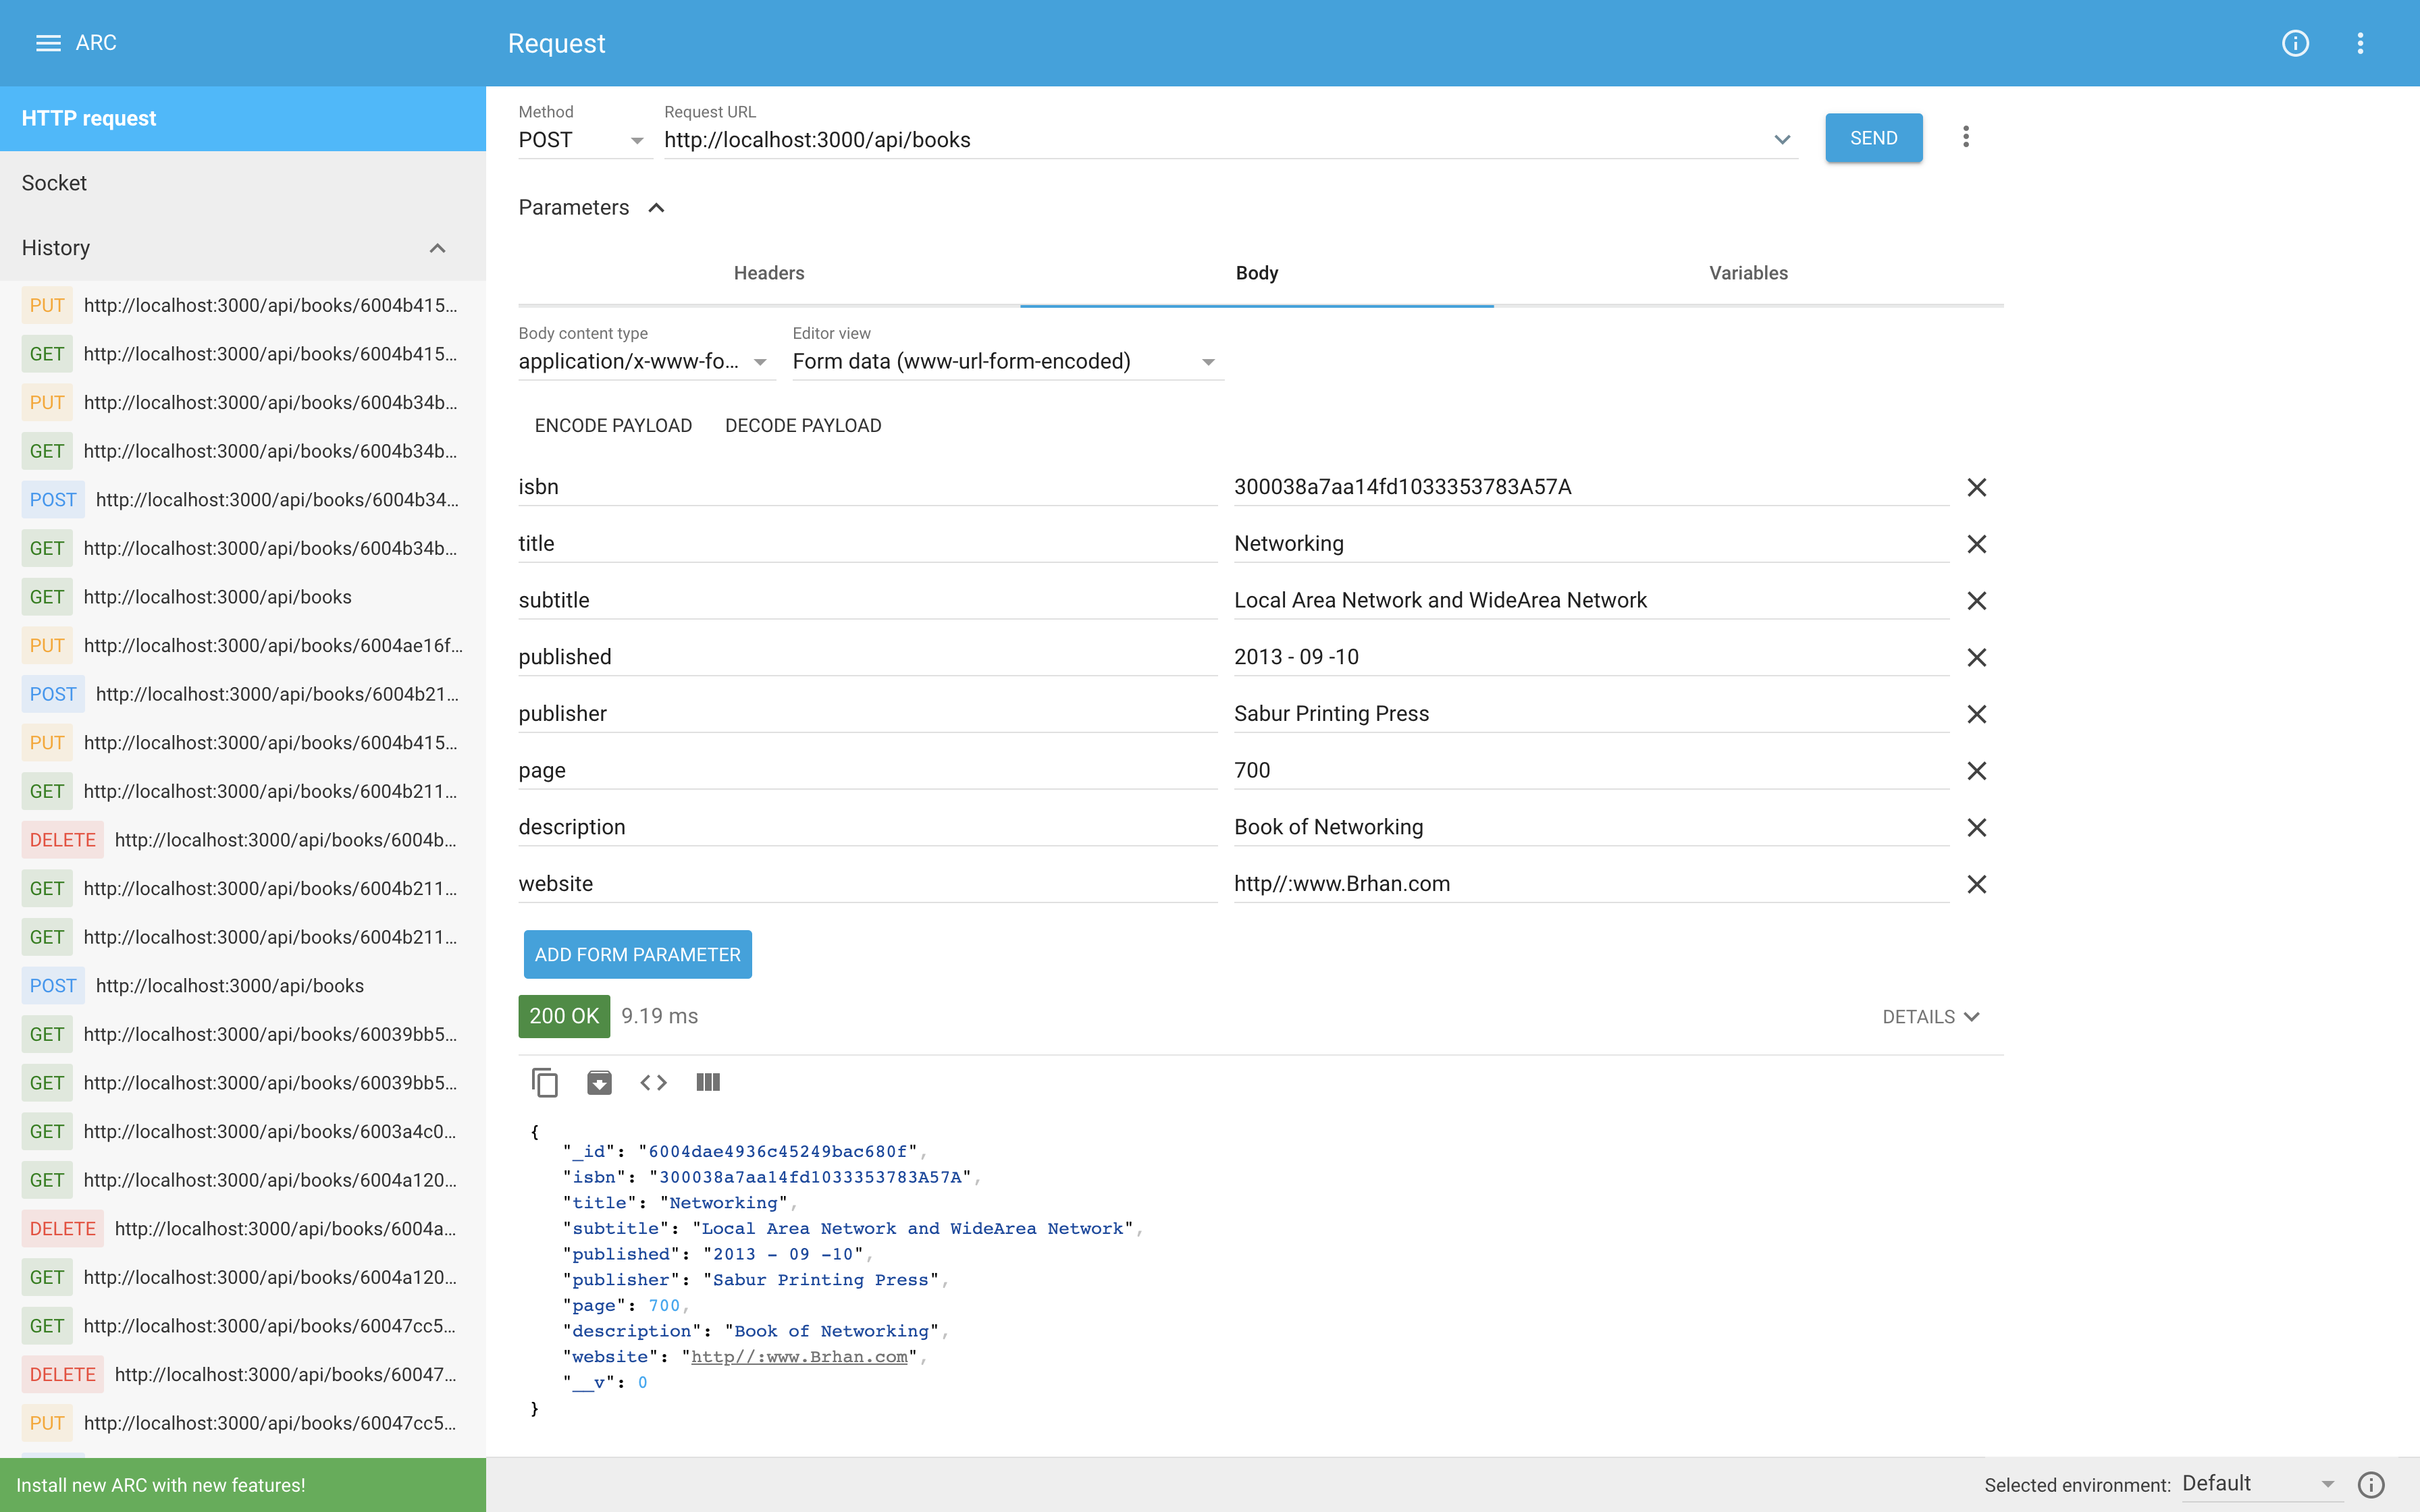 ARC
Request
HTTP request
Socket
History
PUT http://localhost:3000/api/books/6004b415...
GET http://localhost:3000/api/books/6004b415...
PUT http://localhost:3000/api/books/6004b34b...
GET http://localhost:3000/api/books/6004b34b...
POST http://localhost:3000/api/books/6004b34...
GET http://localhost:3000/api/books/6004b34b...
GET http://localhost:3000/api/books
PUT http://localhost:3000/api/books/6004ae16f...
POST http://localhost:3000/api/books/6004b21...
PUT http://localhost:3000/api/books/6004b415...
GET http://localhost:3000/api/books/6004b211...
DELETE http://localhost:3000/api/books/6004b...
GET http://localhost:3000/api/books/6004b211...
GET http://localhost:3000/api/books/6004b211...
POST http://localhost:3000/api/books
GET http://localhost:3000/api/books/60039bb5...
GET http://localhost:3000/api/books/60039bb5...
GET http://localhost:3000/api/books/6003a4c0...
GET http://localhost:3000/api/books/6004a120...
DELETE http://localhost:3000/api/books/6004a...
GET http://localhost:3000/api/books/6004a120...
GET http://localhost:3000/api/books/60047cc5...
DELETE http://localhost:3000/api/books/60047...
PUT http://localhost:3000/api/books/60047cc5...
Install new ARC with new features!
Method Request URL
POST http://localhost:3000/api/books SEND
Parameters
Headers Body Variables
Body content type Editor view
application/x-www-fo... Form data (www-url-form-encoded)
ENCODE PAYLOAD DECODE PAYLOAD
isbn 300038a7aa14fd1033353783A57A
title Networking
subtitle Local Area Network and WideArea Network
published 2013 - 09 -10
publisher Sabur Printing Press
page 700
description Book of Networking
website http//:www.Brhan.com
ADD FORM PARAMETER
200 OK 9.19 ms DETAILS
{
"_id": "6004dae4936c45249bac680f",
"isbn": "300038a7aa14fd1033353783A57A",
"title": "Networking",
"subtitle": "Local Area Network and WideArea Network",
"published": "2013 - 09 -10",
"publisher": "Sabur Printing Press",
"page": 700,
"description": "Book of Networking",
"website": "http//:www.Brhan.com",
"__v": 0
}
Selected environment: Default